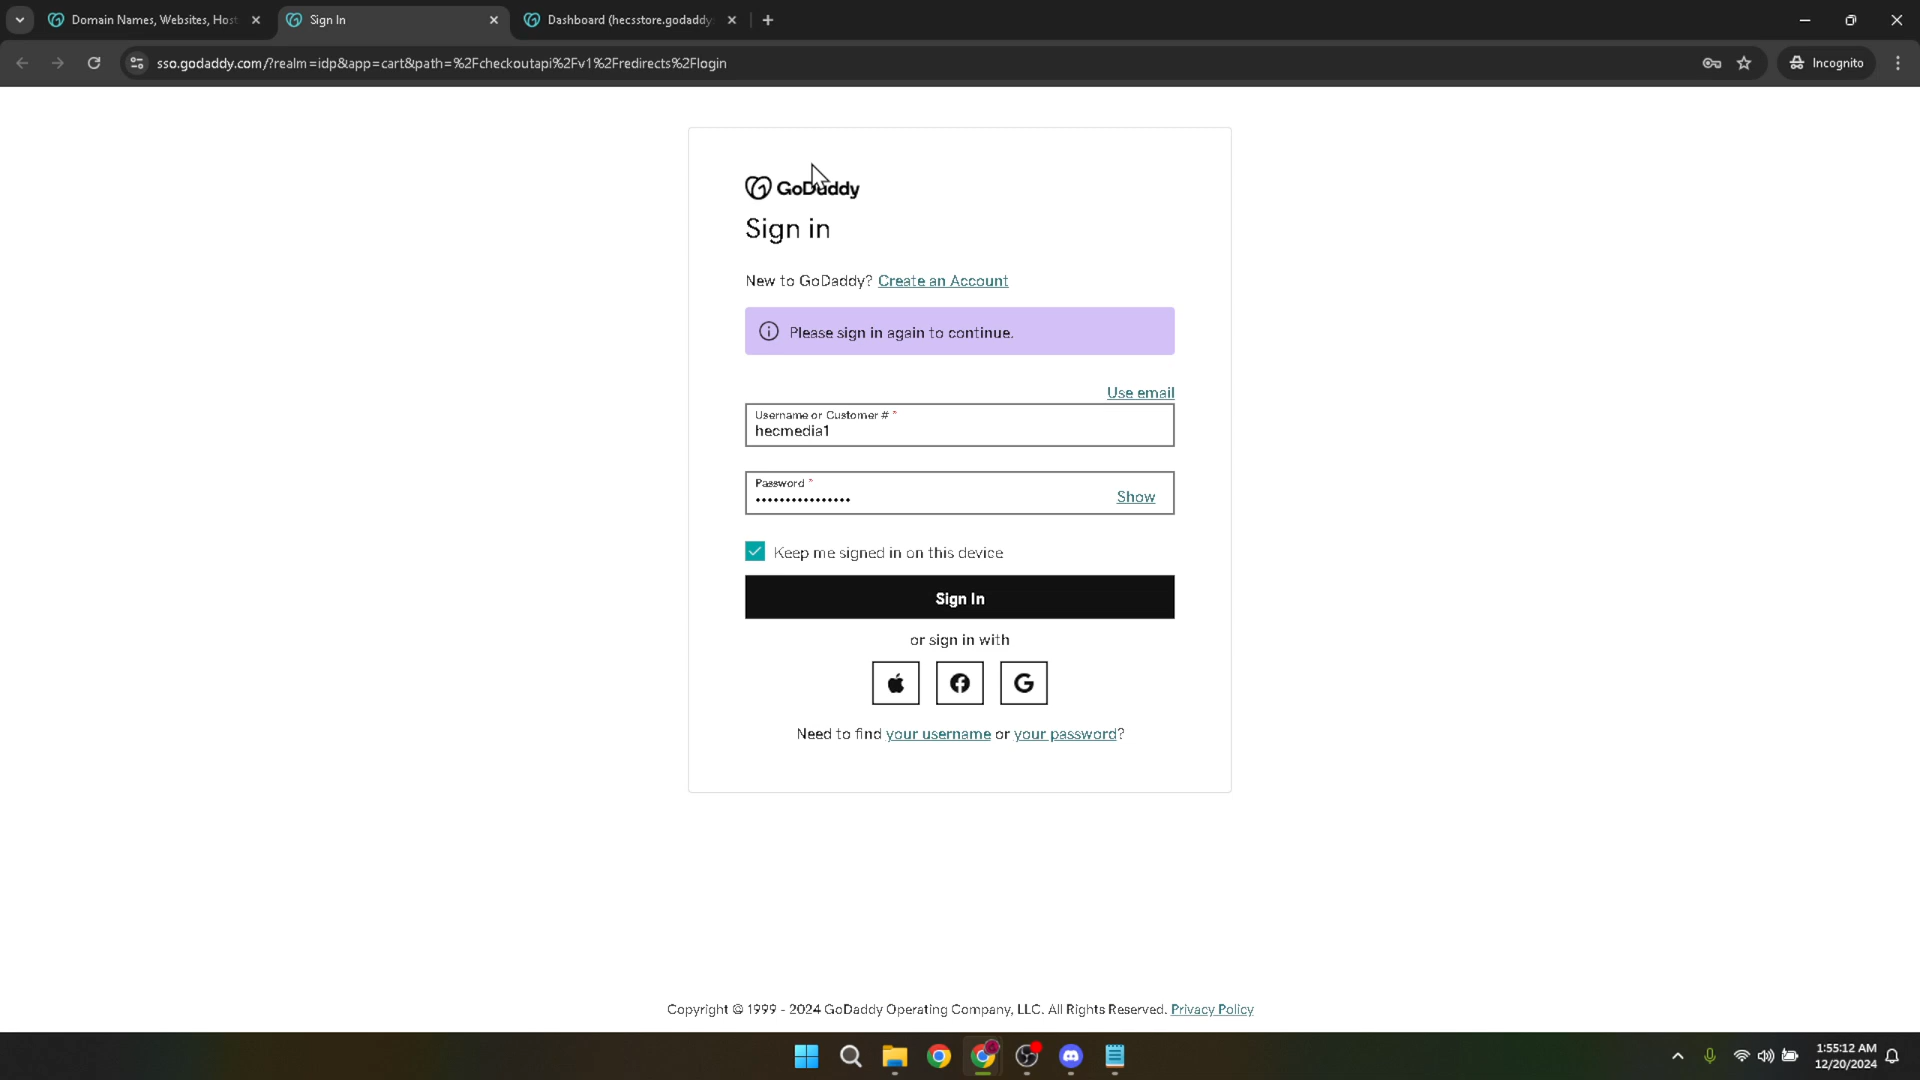 Domain Names, Websites, Host
Sign In
Dashboard (hecsstore.godaddy
sso.godaddy.com/?realm=idp&app=cart&path=%2Fcheckoutapi%2Fv1%2Fredirects%2Flogin
Incognito
GoDaddy
Sign in
New to GoDaddy? Create an Account
Please sign in again to continue.
Use email
Username or Customer # *
hecmedia1
Password *
••••••••••••••••
Show
Keep me signed in on this device
Sign In
or sign in with
Need to find your username or your password?
Copyright © 1999 - 2024 GoDaddy Operating Company, LLC. All Rights Reserved. Privacy Policy
1:55:12 AM
12/20/2024